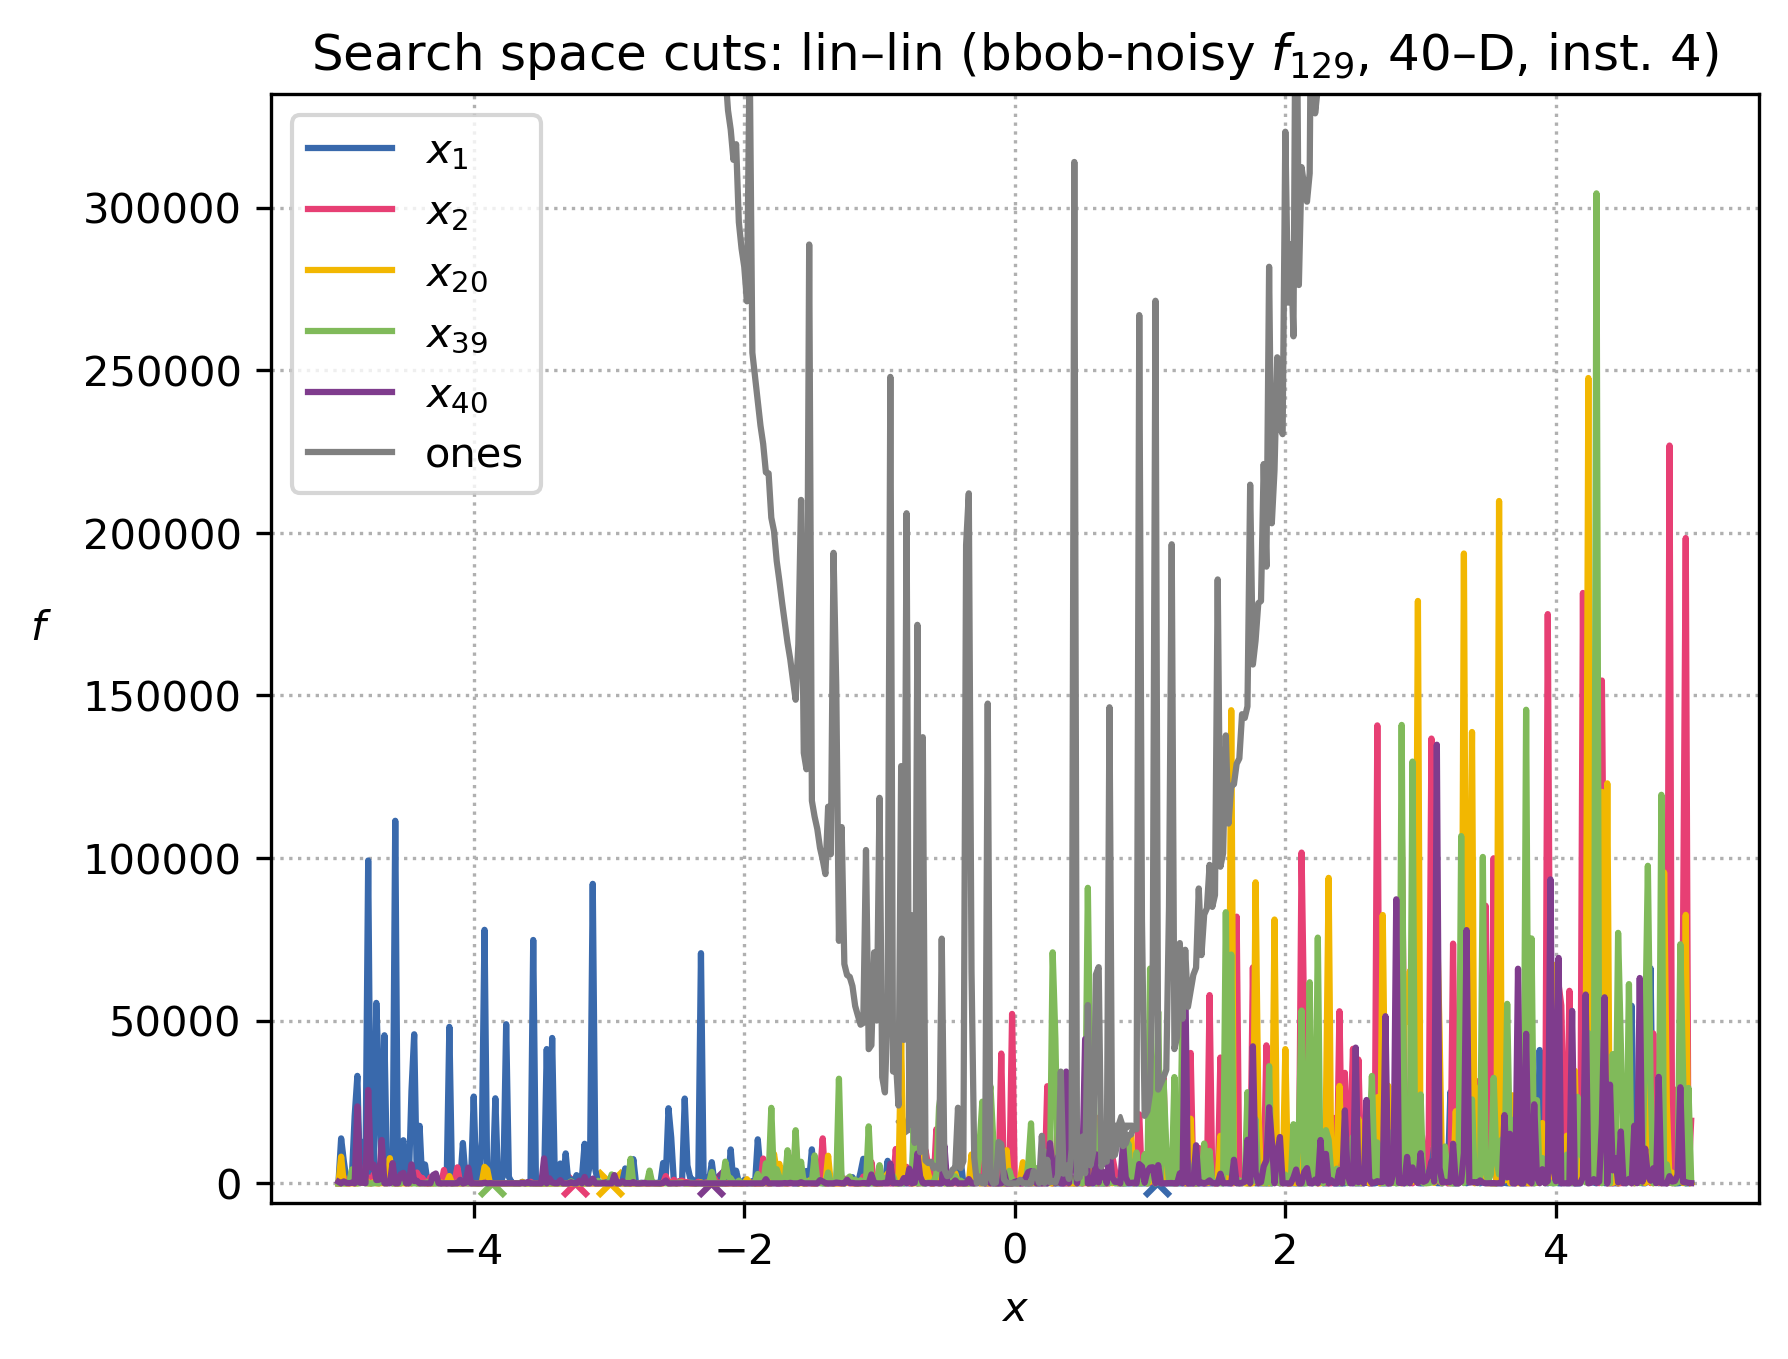 Search space cuts: lin–lin (bbob-noisy f₁₂₉, 40–D, inst. 4)
x₁
x₂
x₂₀
x₃₉
x₄₀
ones
300000
250000
200000
150000
100000
50000
0
f
−4 −2 0 2 4
x